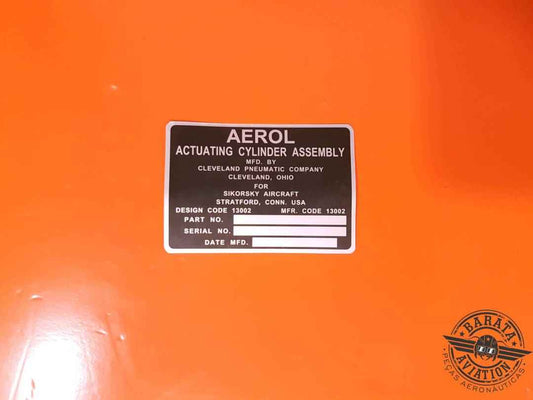 AEROL
ACTUATING CYLINDER ASSEMBLY
MFD. BY
CLEVELAND PNEUMATIC COMPANY
CLEVELAND, OHIO
FOR
SIKORSKY AIRCRAFT
STRATFORD, CONN. USA
DESIGN CODE 13002 MFR. CODE 13002
PART NO.
SERIAL NO.
DATE MFD.
BARATA
AVIATION
PEÇAS AERONÁUTICAS